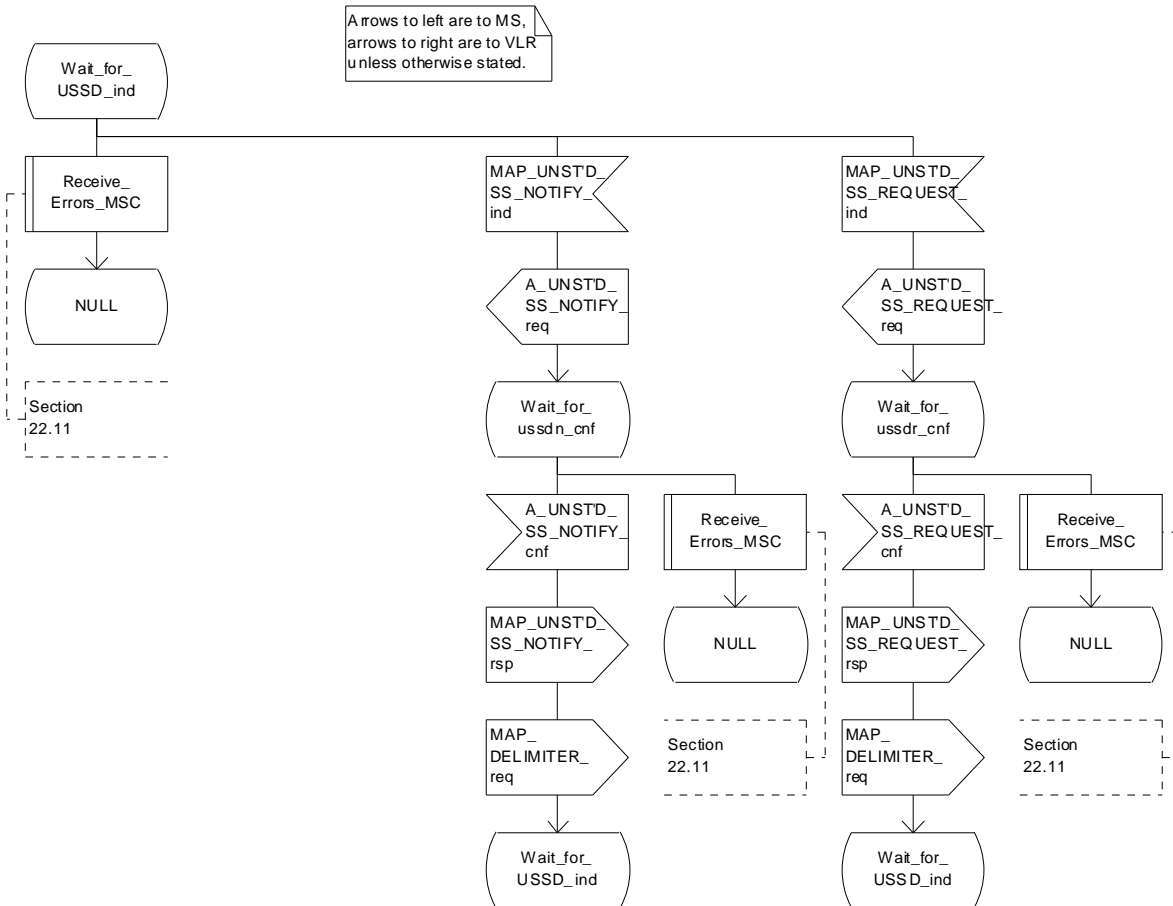 Arrows to left are to MS,
arrows to right are to VLR
unless otherwise stated.
Wait_for_
USSD_ind
Receive_
Errors_MSC
NULL
Section
22.11
MAP_UNST'D_
SS_NOTIFY_
ind
A_UNST'D_
SS_NOTIFY_
req
Wait_for_
ussdn_cnf
A_UNST'D_
SS_NOTIFY_
cnf
MAP_UNST'D_
SS_NOTIFY_
rsp
MAP_
DELIMITER_
req
Wait_for_
USSD_ind
Receive_
Errors_MSC
NULL
Section
22.11
MAP_UNST'D_
SS_REQUEST_
ind
A_UNST'D_
SS_REQUEST_
req
Wait_for_
ussdr_cnf
A_UNST'D_
SS_REQUEST_
cnf
MAP_UNST'D_
SS_REQUEST_
rsp
MAP_
DELIMITER_
req
Wait_for_
USSD_ind
Receive_
Errors_MSC
NULL
Section
22.11